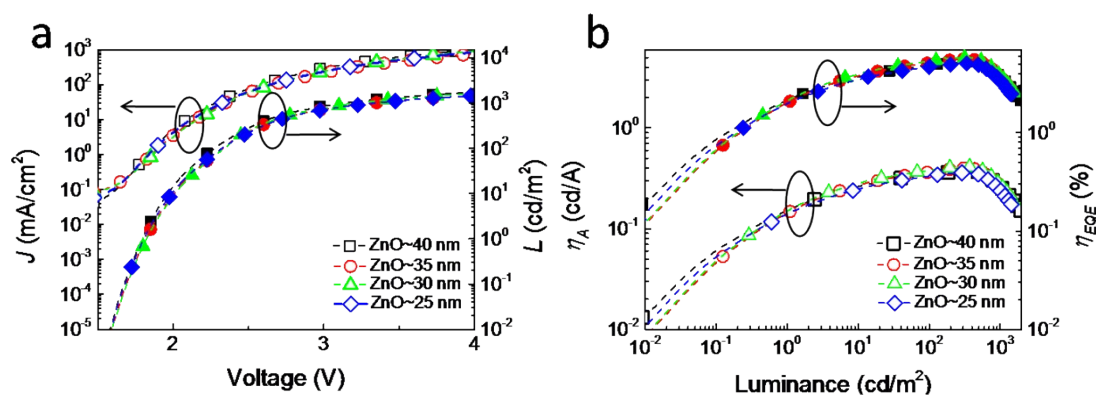 a
10³
10²
10¹
10⁰
10⁻¹
10⁻²
10⁻³
10⁻⁴
10⁻⁵
J (mA/cm²)
2
3
4
Voltage (V)
10⁴
10³
10²
10¹
10⁰
10⁻¹
10⁻²
L (cd/m²)
ZnO~40 nm
ZnO~35 nm
ZnO~30 nm
ZnO~25 nm
b
10⁰
10⁻¹
10⁻²
η_A (cd/A)
10⁻²
10⁻¹
10⁰
10¹
10²
10³
Luminance (cd/m²)
10⁰
10⁻¹
10⁻²
η_EQE (%)
ZnO~40 nm
ZnO~35 nm
ZnO~30 nm
ZnO~25 nm